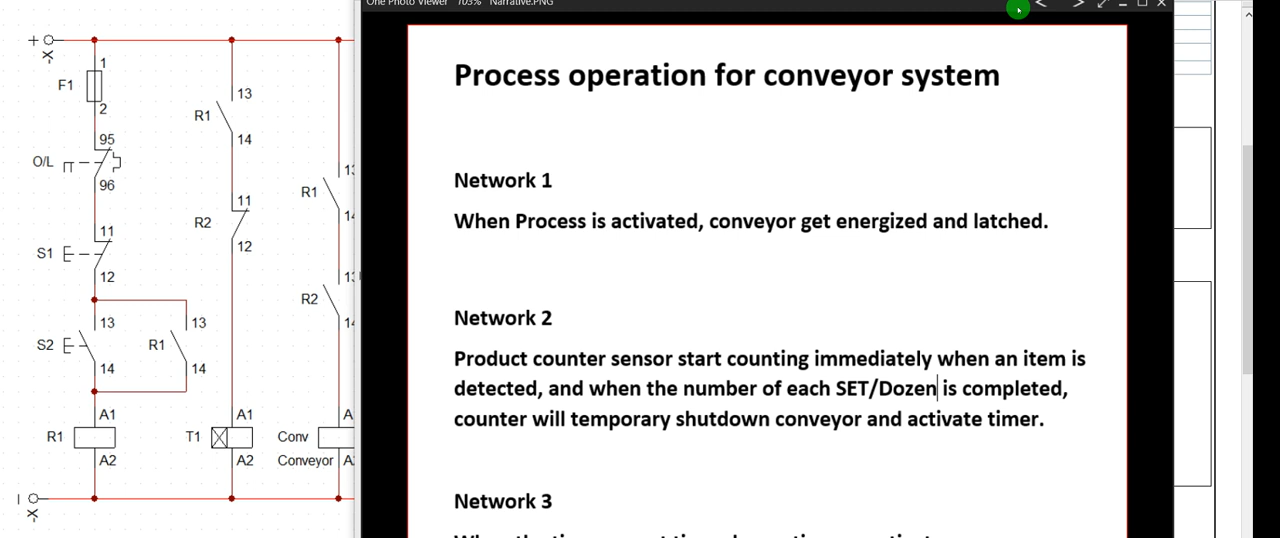 One Photo Viewer 703% Narrative.PNG
Process operation for conveyor system
Network 1
When Process is activated, conveyor get energized and latched.
Network 2
Product counter sensor start counting immediately when an item is
detected, and when the number of each SET/Dozen is completed,
counter will temporary shutdown conveyor and activate timer.
Network 3
+
X
F1
1
2
O/L
95
96
S1
11
12
S2
13
14
R1
13
14
R1
A1
A2
R1
13
14
R2
11
12
T1
A1
A2
R1
R2
Conv
Conveyor
A
X